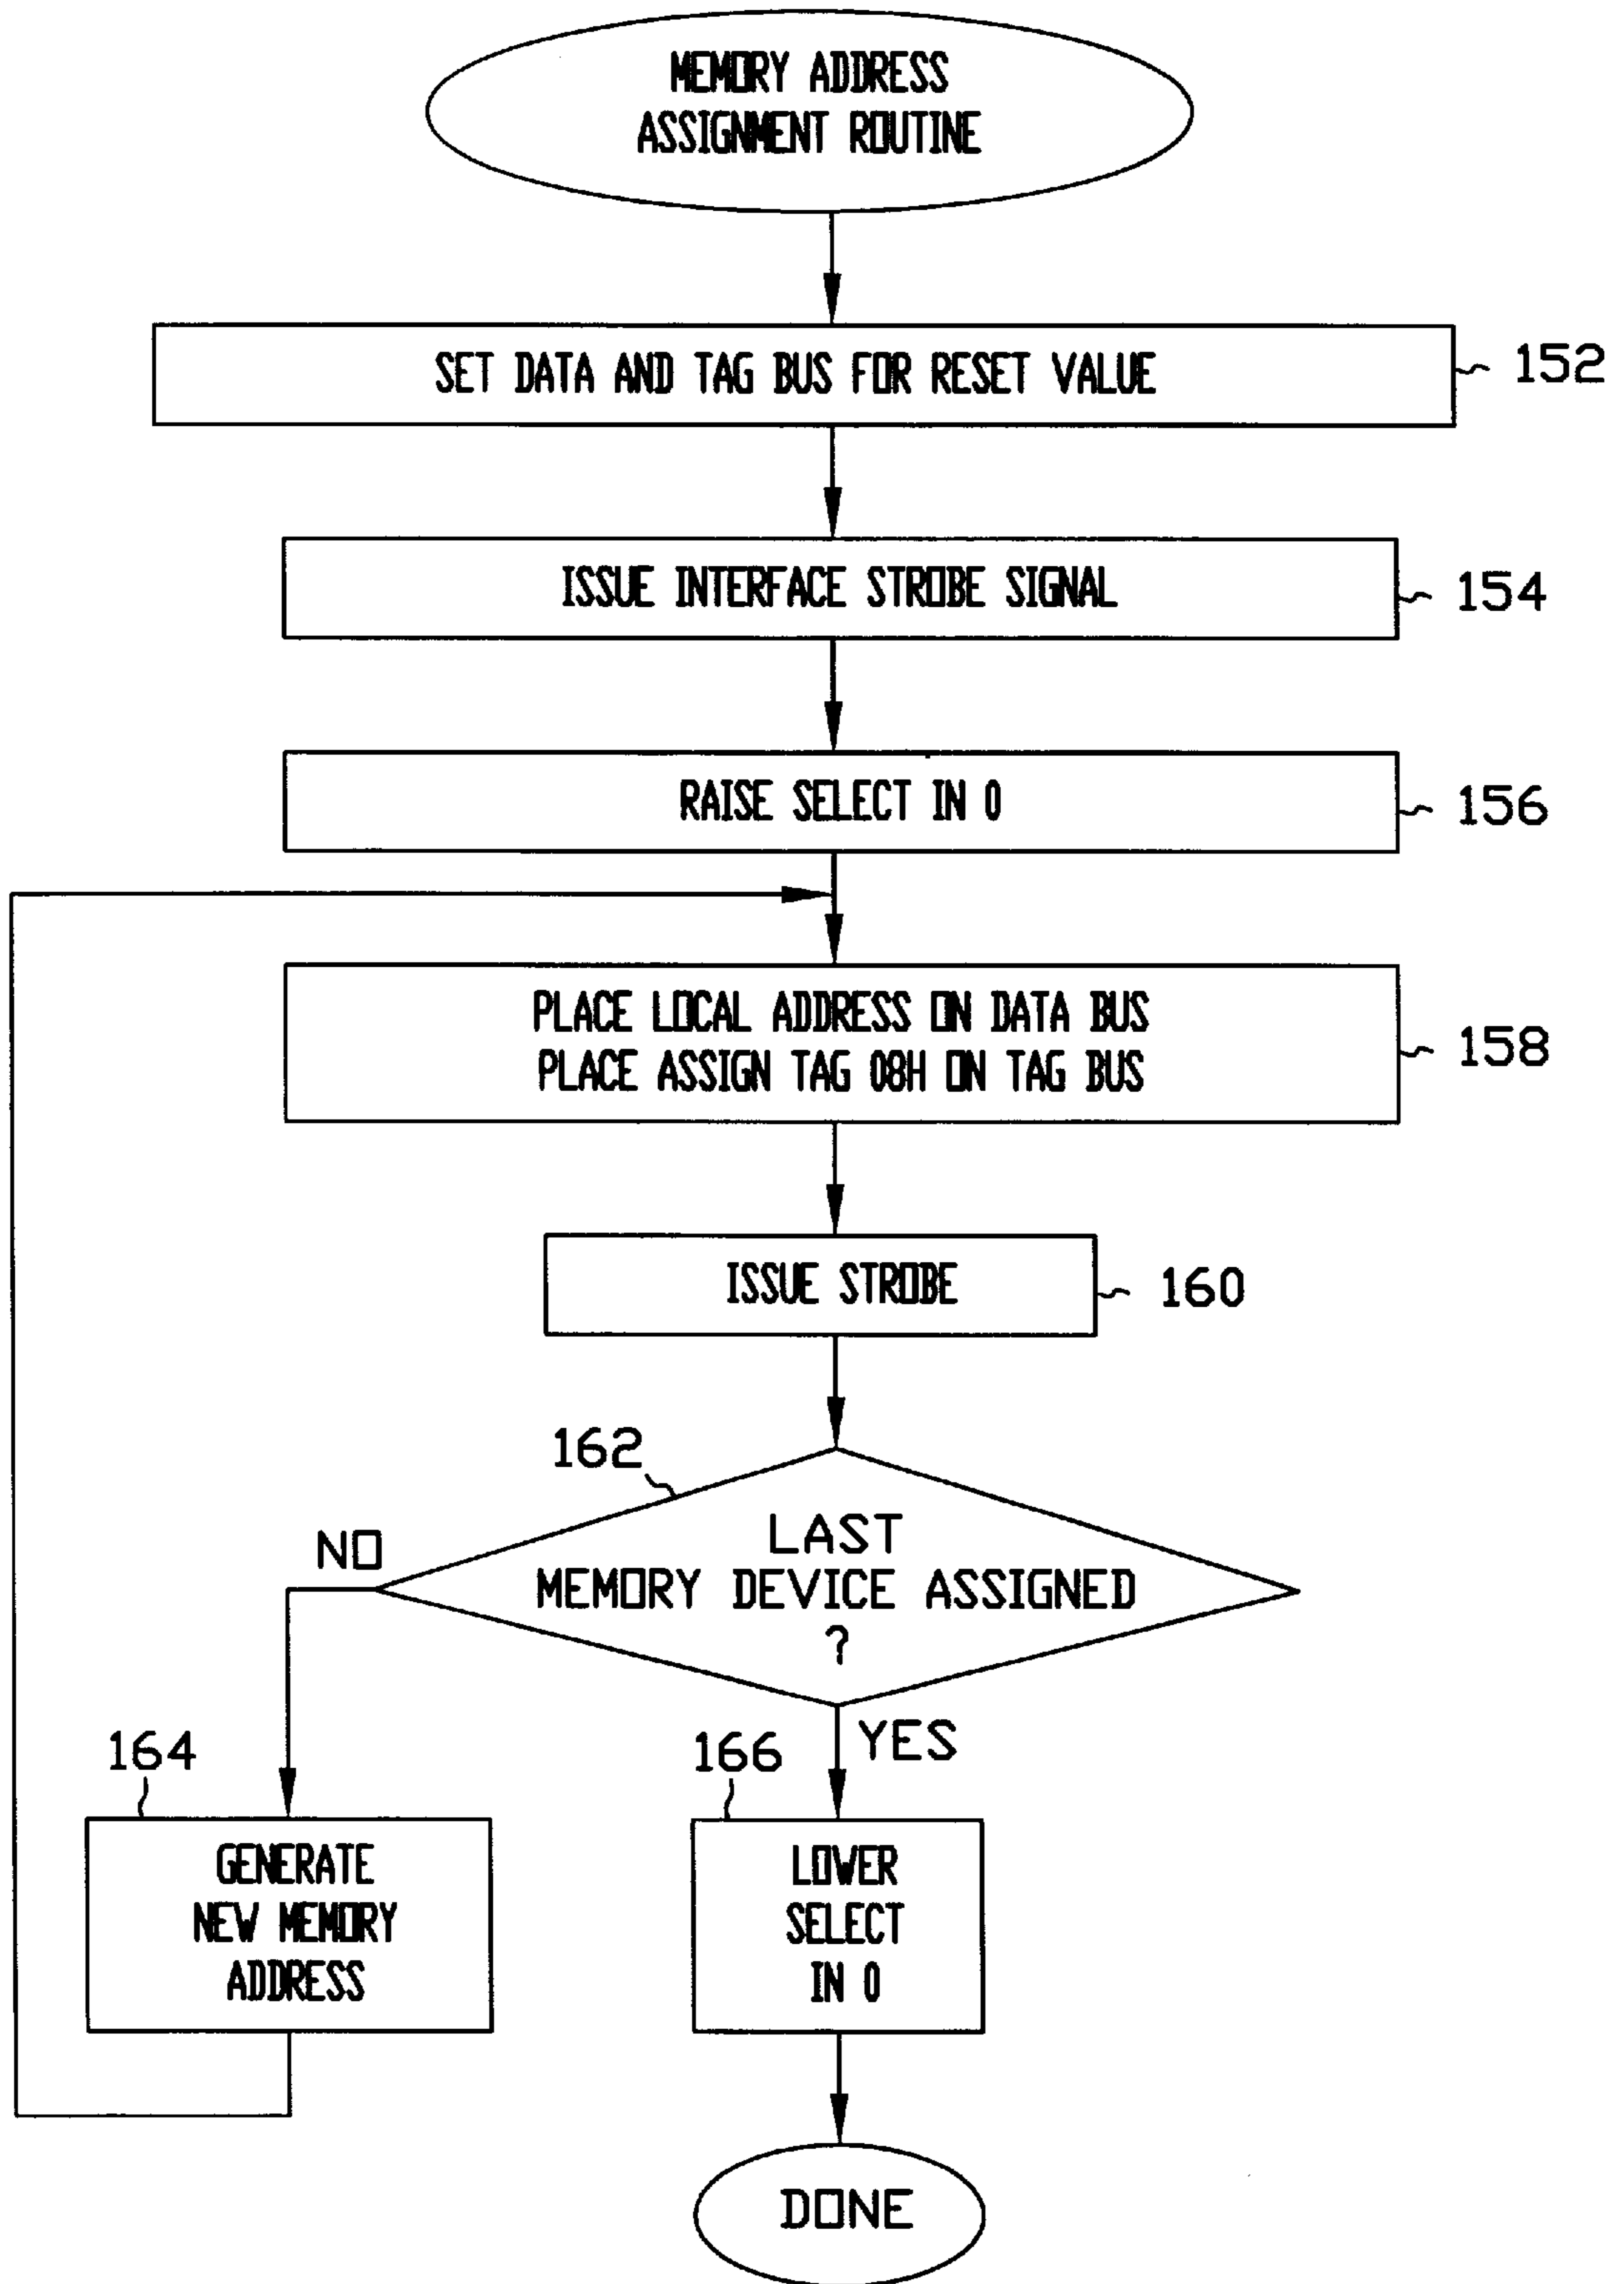 MEMORY ADDRESS
ASSIGNMENT ROUTINE
SET DATA AND TAG BUS FOR RESET VALUE
152
ISSUE INTERFACE STROBE SIGNAL
154
RAISE SELECT IN 0
156
PLACE LOCAL ADDRESS ON DATA BUS
PLACE ASSIGN TAG 08H ON TAG BUS
158
ISSUE STROBE
160
162
LAST
MEMORY DEVICE ASSIGNED
?
NO
YES
164
GENERATE
NEW MEMORY
ADDRESS
166
LOWER
SELECT
IN 0
DONE